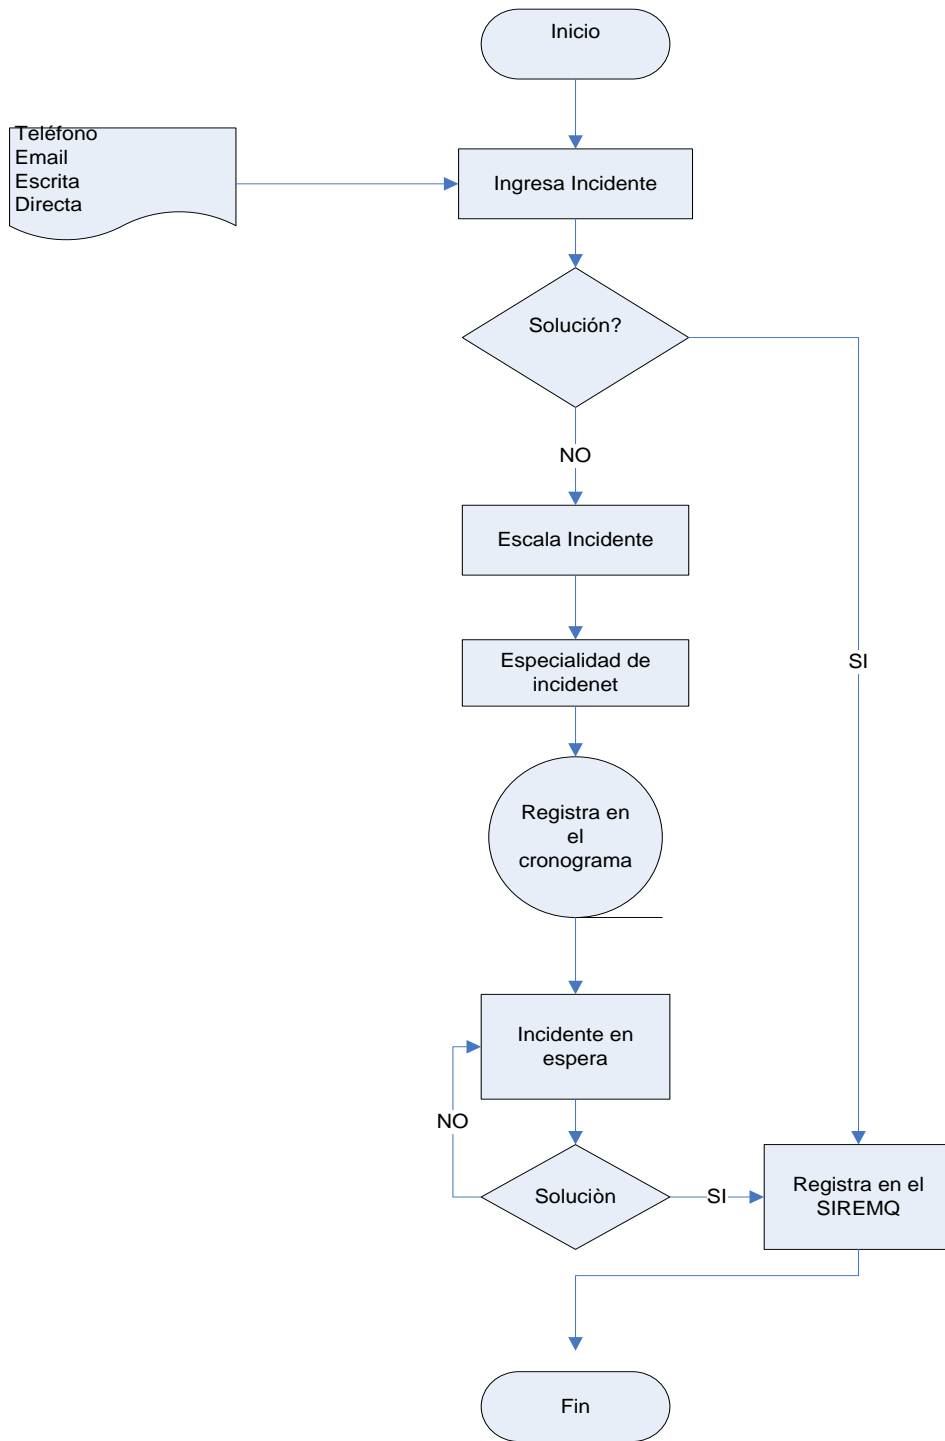 Inicio
Teléfono
Email
Escrita
Directa
Ingresa Incidente
Solución?
NO
Escala Incidente
Especialidad de
incidenet
SI
Registra en
el
cronograma
Incidente en
espera
NO
Soluciòn
SI
Registra en el
SIREMQ
Fin